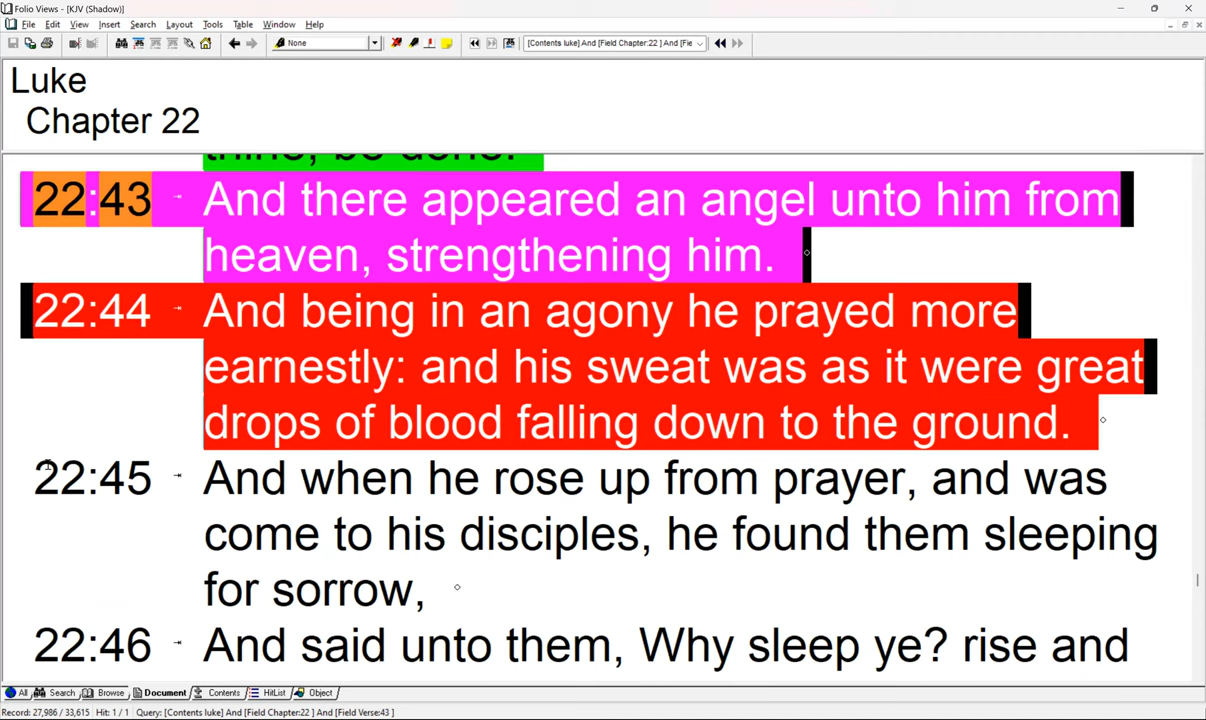 Folio Views - [KJV (Shadow)]
File Edit View Insert Search Layout Tools Table Window Help
None [Contents luke] And [Field Chapter:22 ] And [Fie
Luke
Chapter 22
thine, be done.
22:43 And there appeared an angel unto him from
heaven, strengthening him.
22:44 And being in an agony he prayed more
earnestly: and his sweat was as it were great
drops of blood falling down to the ground.
22:45 And when he rose up from prayer, and was
come to his disciples, he found them sleeping
for sorrow,
22:46 And said unto them, Why sleep ye? rise and
All Search Browse Document Contents HitList Object
Record: 27,986 / 33,615 Hit: 1 / 1 Query: [Contents luke] And [Field Chapter:22 ] And [Field Verse:43 ]